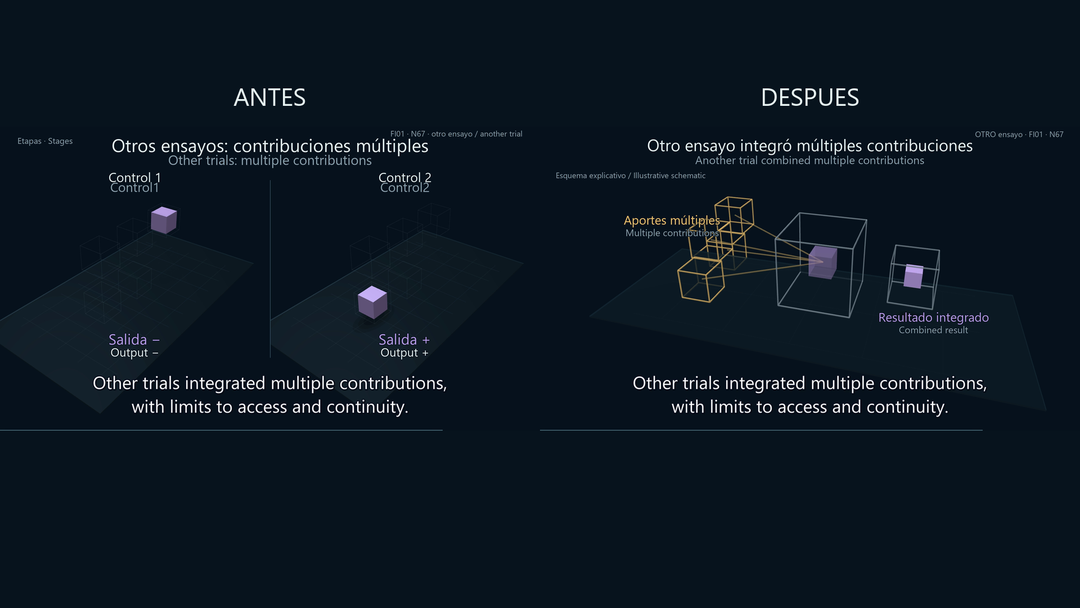 ANTES
Etapas · Stages
FI01 · N67 · otro ensayo / another trial
Otros ensayos: contribuciones múltiples
Other trials: multiple contributions
Control 1
Control1
Control 2
Control2
Salida −
Output −
Salida +
Output +
Other trials integrated multiple contributions,
with limits to access and continuity.
DESPUES
OTRO ensayo · FI01 · N67
Otro ensayo integró múltiples contribuciones
Another trial combined multiple contributions
Esquema explicativo / Illustrative schematic
Aportes múltiples
Multiple contributions
Resultado integrado
Combined result
Other trials integrated multiple contributions,
with limits to access and continuity.